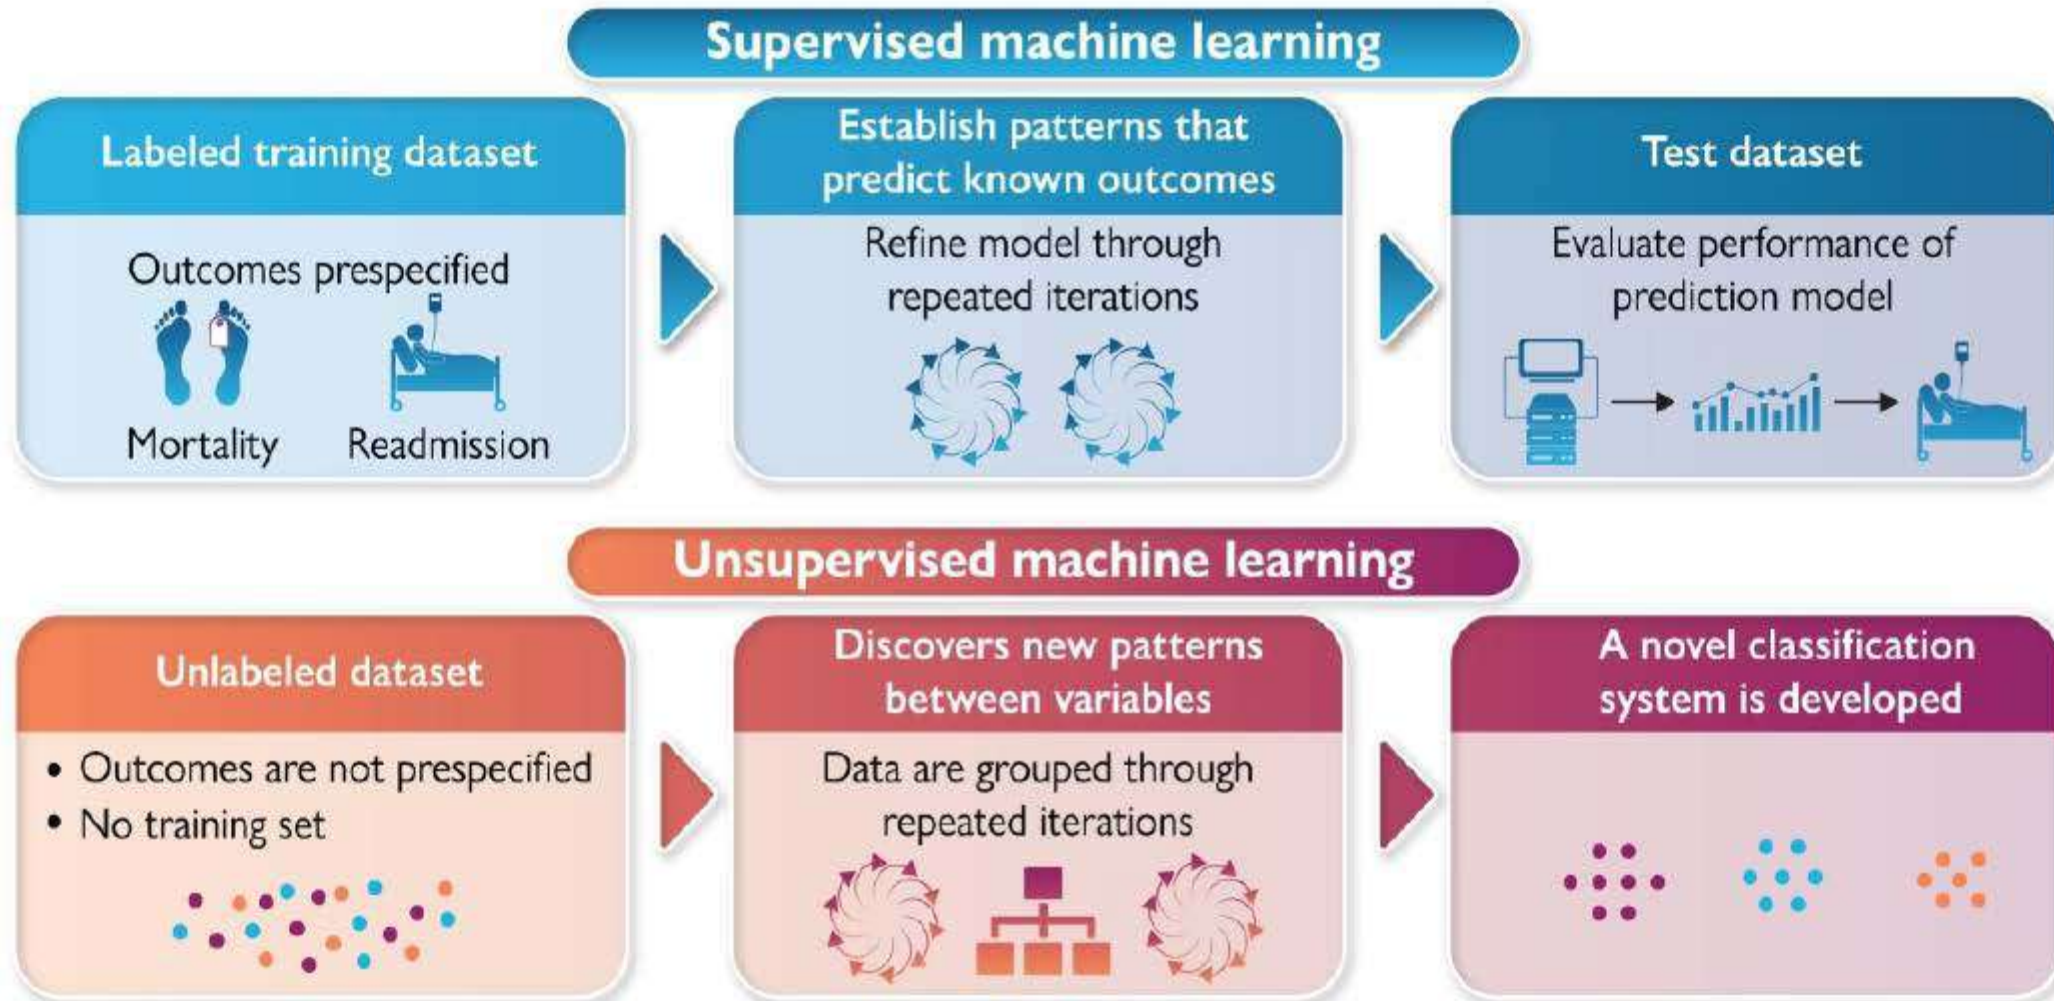 Supervised machine learning
Labeled training dataset
Outcomes prespecified
Mortality
Readmission
Establish patterns that
predict known outcomes
Refine model through
repeated iterations
Test dataset
Evaluate performance of
prediction model
Unsupervised machine learning
Unlabeled dataset
• Outcomes are not prespecified
• No training set
Discovers new patterns
between variables
Data are grouped through
repeated iterations
A novel classification
system is developed